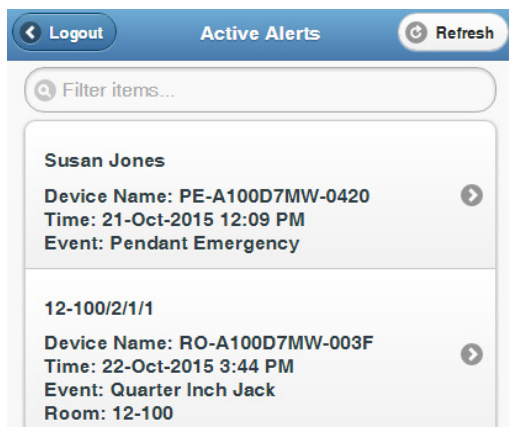 Logout Active Alerts Refresh
Filter items...
Susan Jones
Device Name: PE-A100D7MW-0420
Time: 21-Oct-2015 12:09 PM
Event: Pendant Emergency
12-100/2/1/1
Device Name: RO-A100D7MW-003F
Time: 22-Oct-2015 3:44 PM
Event: Quarter Inch Jack
Room: 12-100